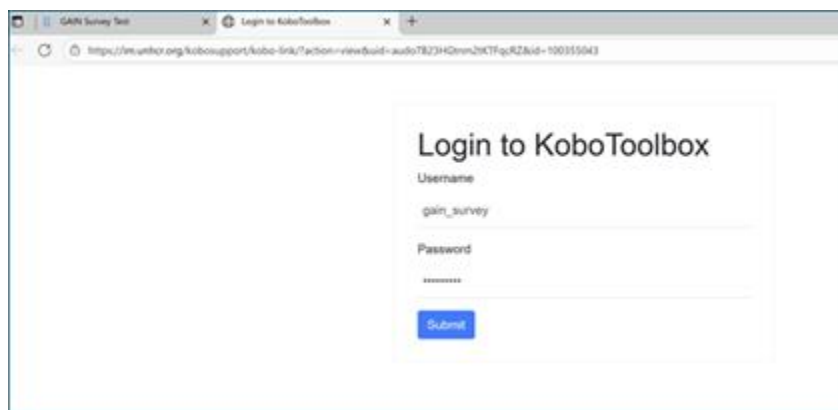 GAIN Survey Test
Login to KoboToolbox
Login to KoboToolbox
Username
gain_survey
Password
Submit